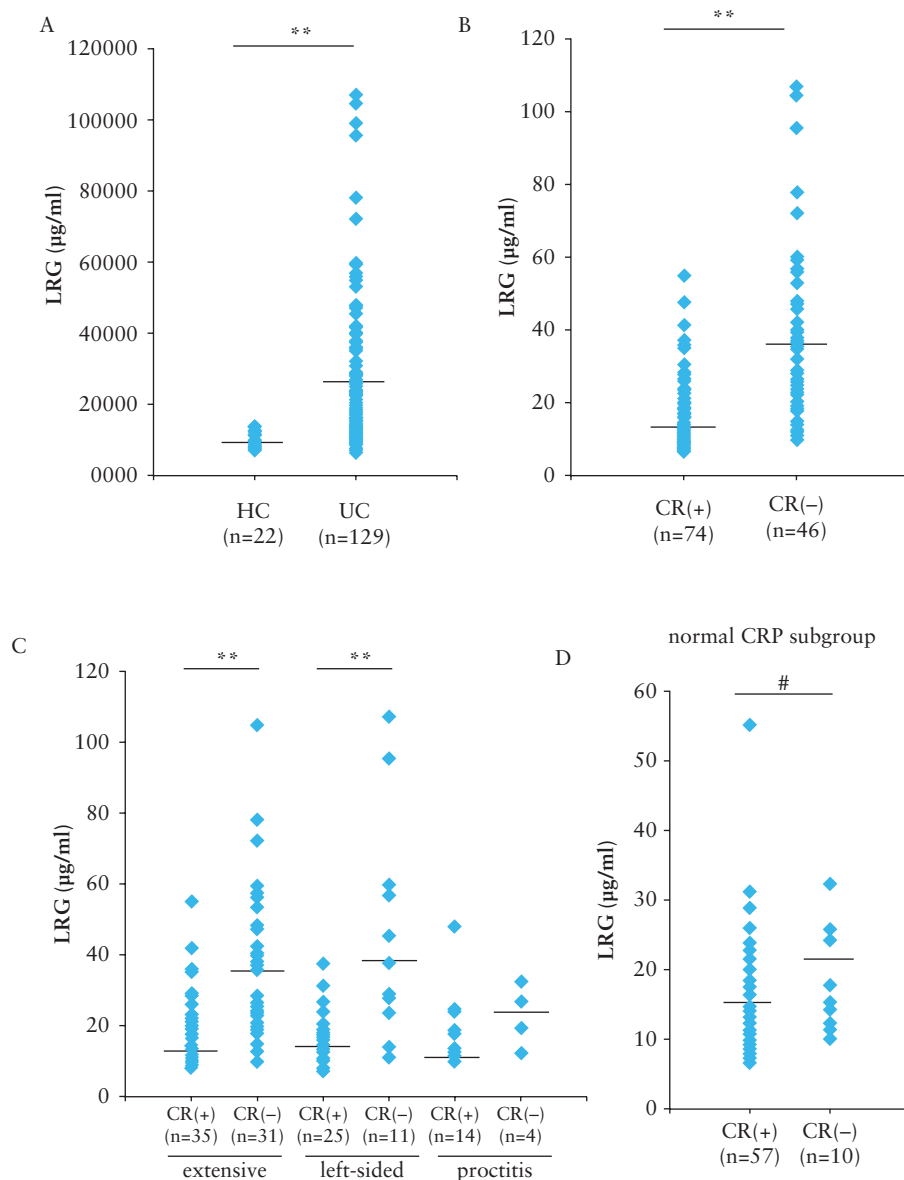 A
**
120000
100000
80000
60000
40000
20000
0000
LRG (µg/ml)
HC
(n=22)
UC
(n=129)
B
**
120
100
80
60
40
20
0
LRG (µg/ml)
CR(+)
(n=74)
CR(−)
(n=46)
C
**
**
120
100
80
60
40
20
0
LRG (µg/ml)
CR(+) CR(−) CR(+) CR(−) CR(+) CR(−)
(n=35) (n=31) (n=25) (n=11) (n=14) (n=4)
extensive left-sided proctitis
normal CRP subgroup
D
#
60
50
40
30
20
10
0
LRG (µg/ml)
CR(+) CR(−)
(n=57) (n=10)